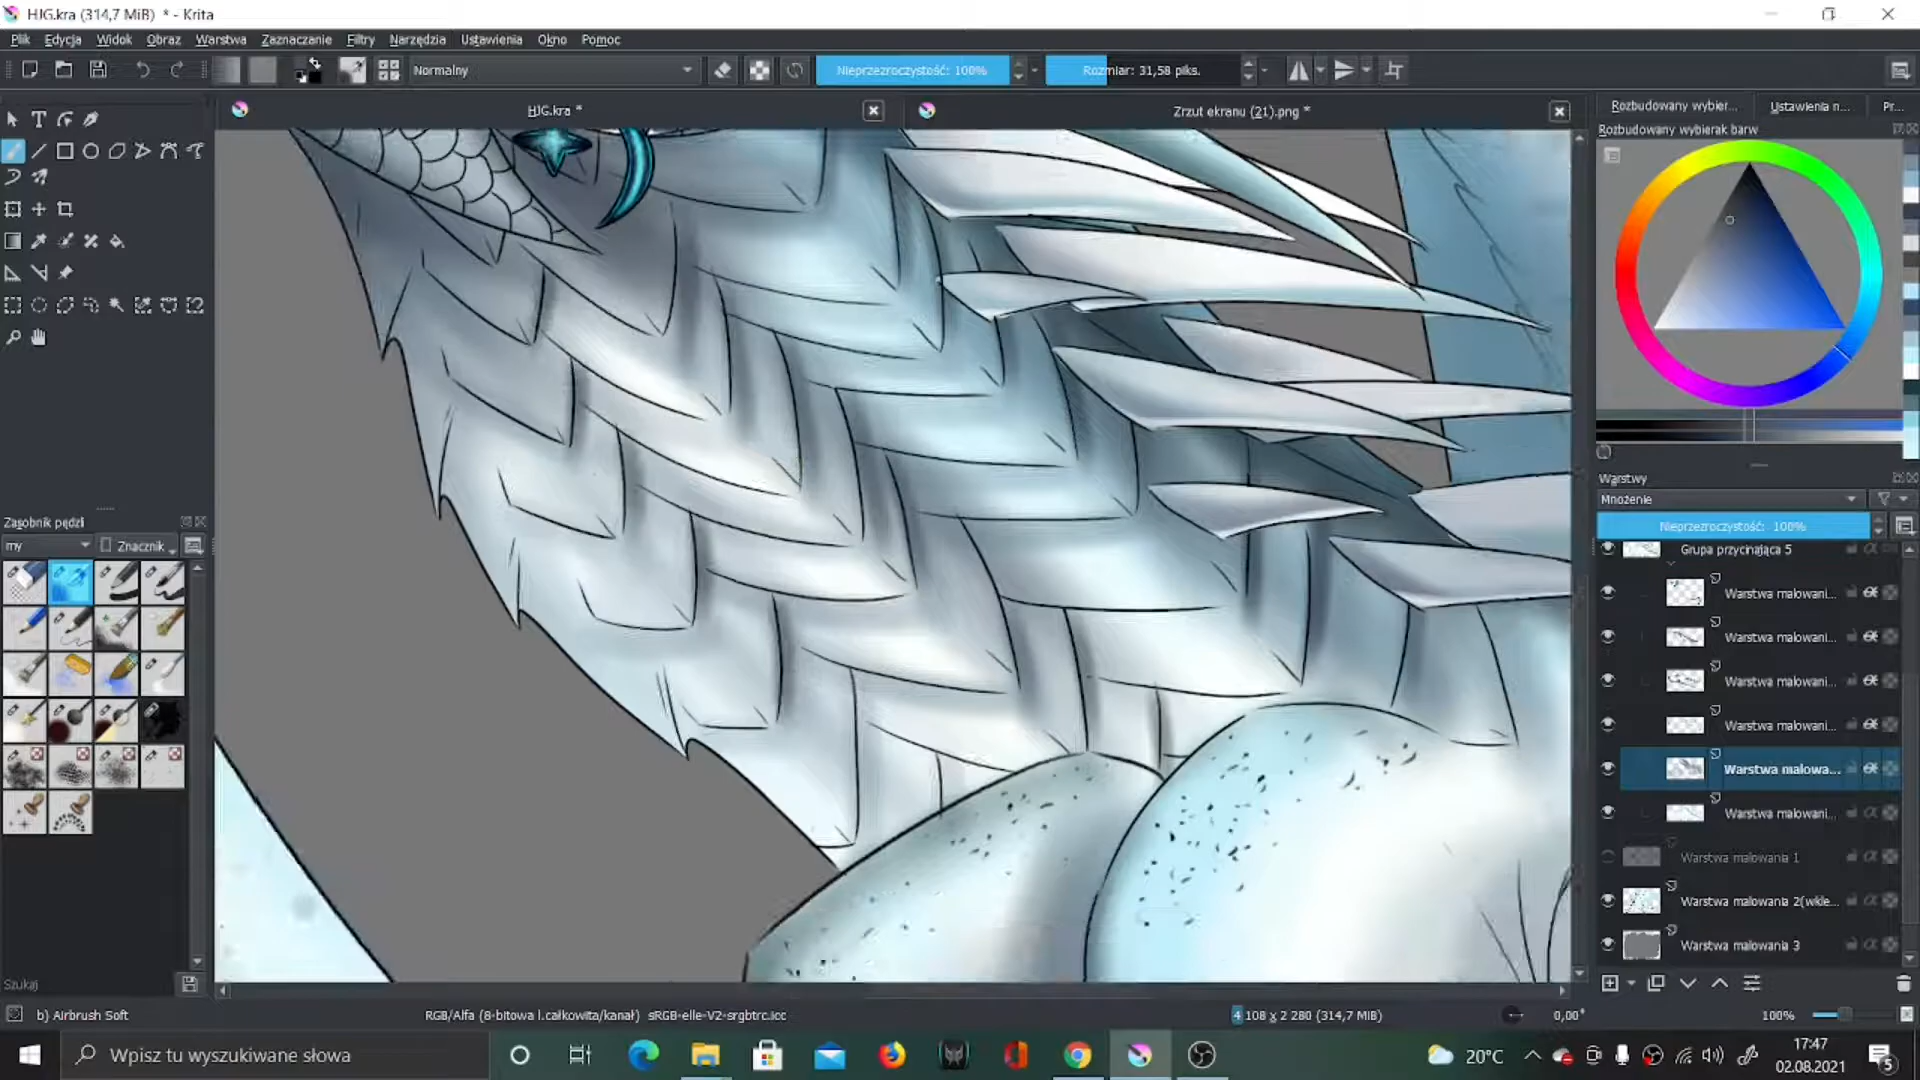 HJG.kra (314,7 MiB) * - Krita
Plik Edycja Widok Obraz Warstwa Zaznaczanie Filtry Narzędzia Ustawienia Okno Pomoc
Normalny Nieprzezroczystość: 100% Rozmiar: 31,58 piks.
HJG.kra * Zrzut ekranu (21).png *
Rozbudowany wybier... Ustawienia n... Pr...
Rozbudowany wybierak barw
Warstwy
Mnożenie
Nieprzezroczystość: 100%
Grupa przycinająca 5
Warstwa malowani...
Warstwa malowani...
Warstwa malowani...
Warstwa malowani...
Warstwa malowa...
Warstwa malowani...
Warstwa malowania 1
Warstwa malowania 2(wkle...
Warstwa malowania 3
Zasobnik pędzli
my Znacznik
Szukaj
b) Airbrush Soft RGB/Alfa (8-bitowa l.całkowita/kanał) sRGB-elle-V2-srgbtrc.icc 4 108 x 2 280 (314,7 MiB) 0,00° 100%
Wpisz tu wyszukiwane słowa 20°C 17:47
02.08.2021 5